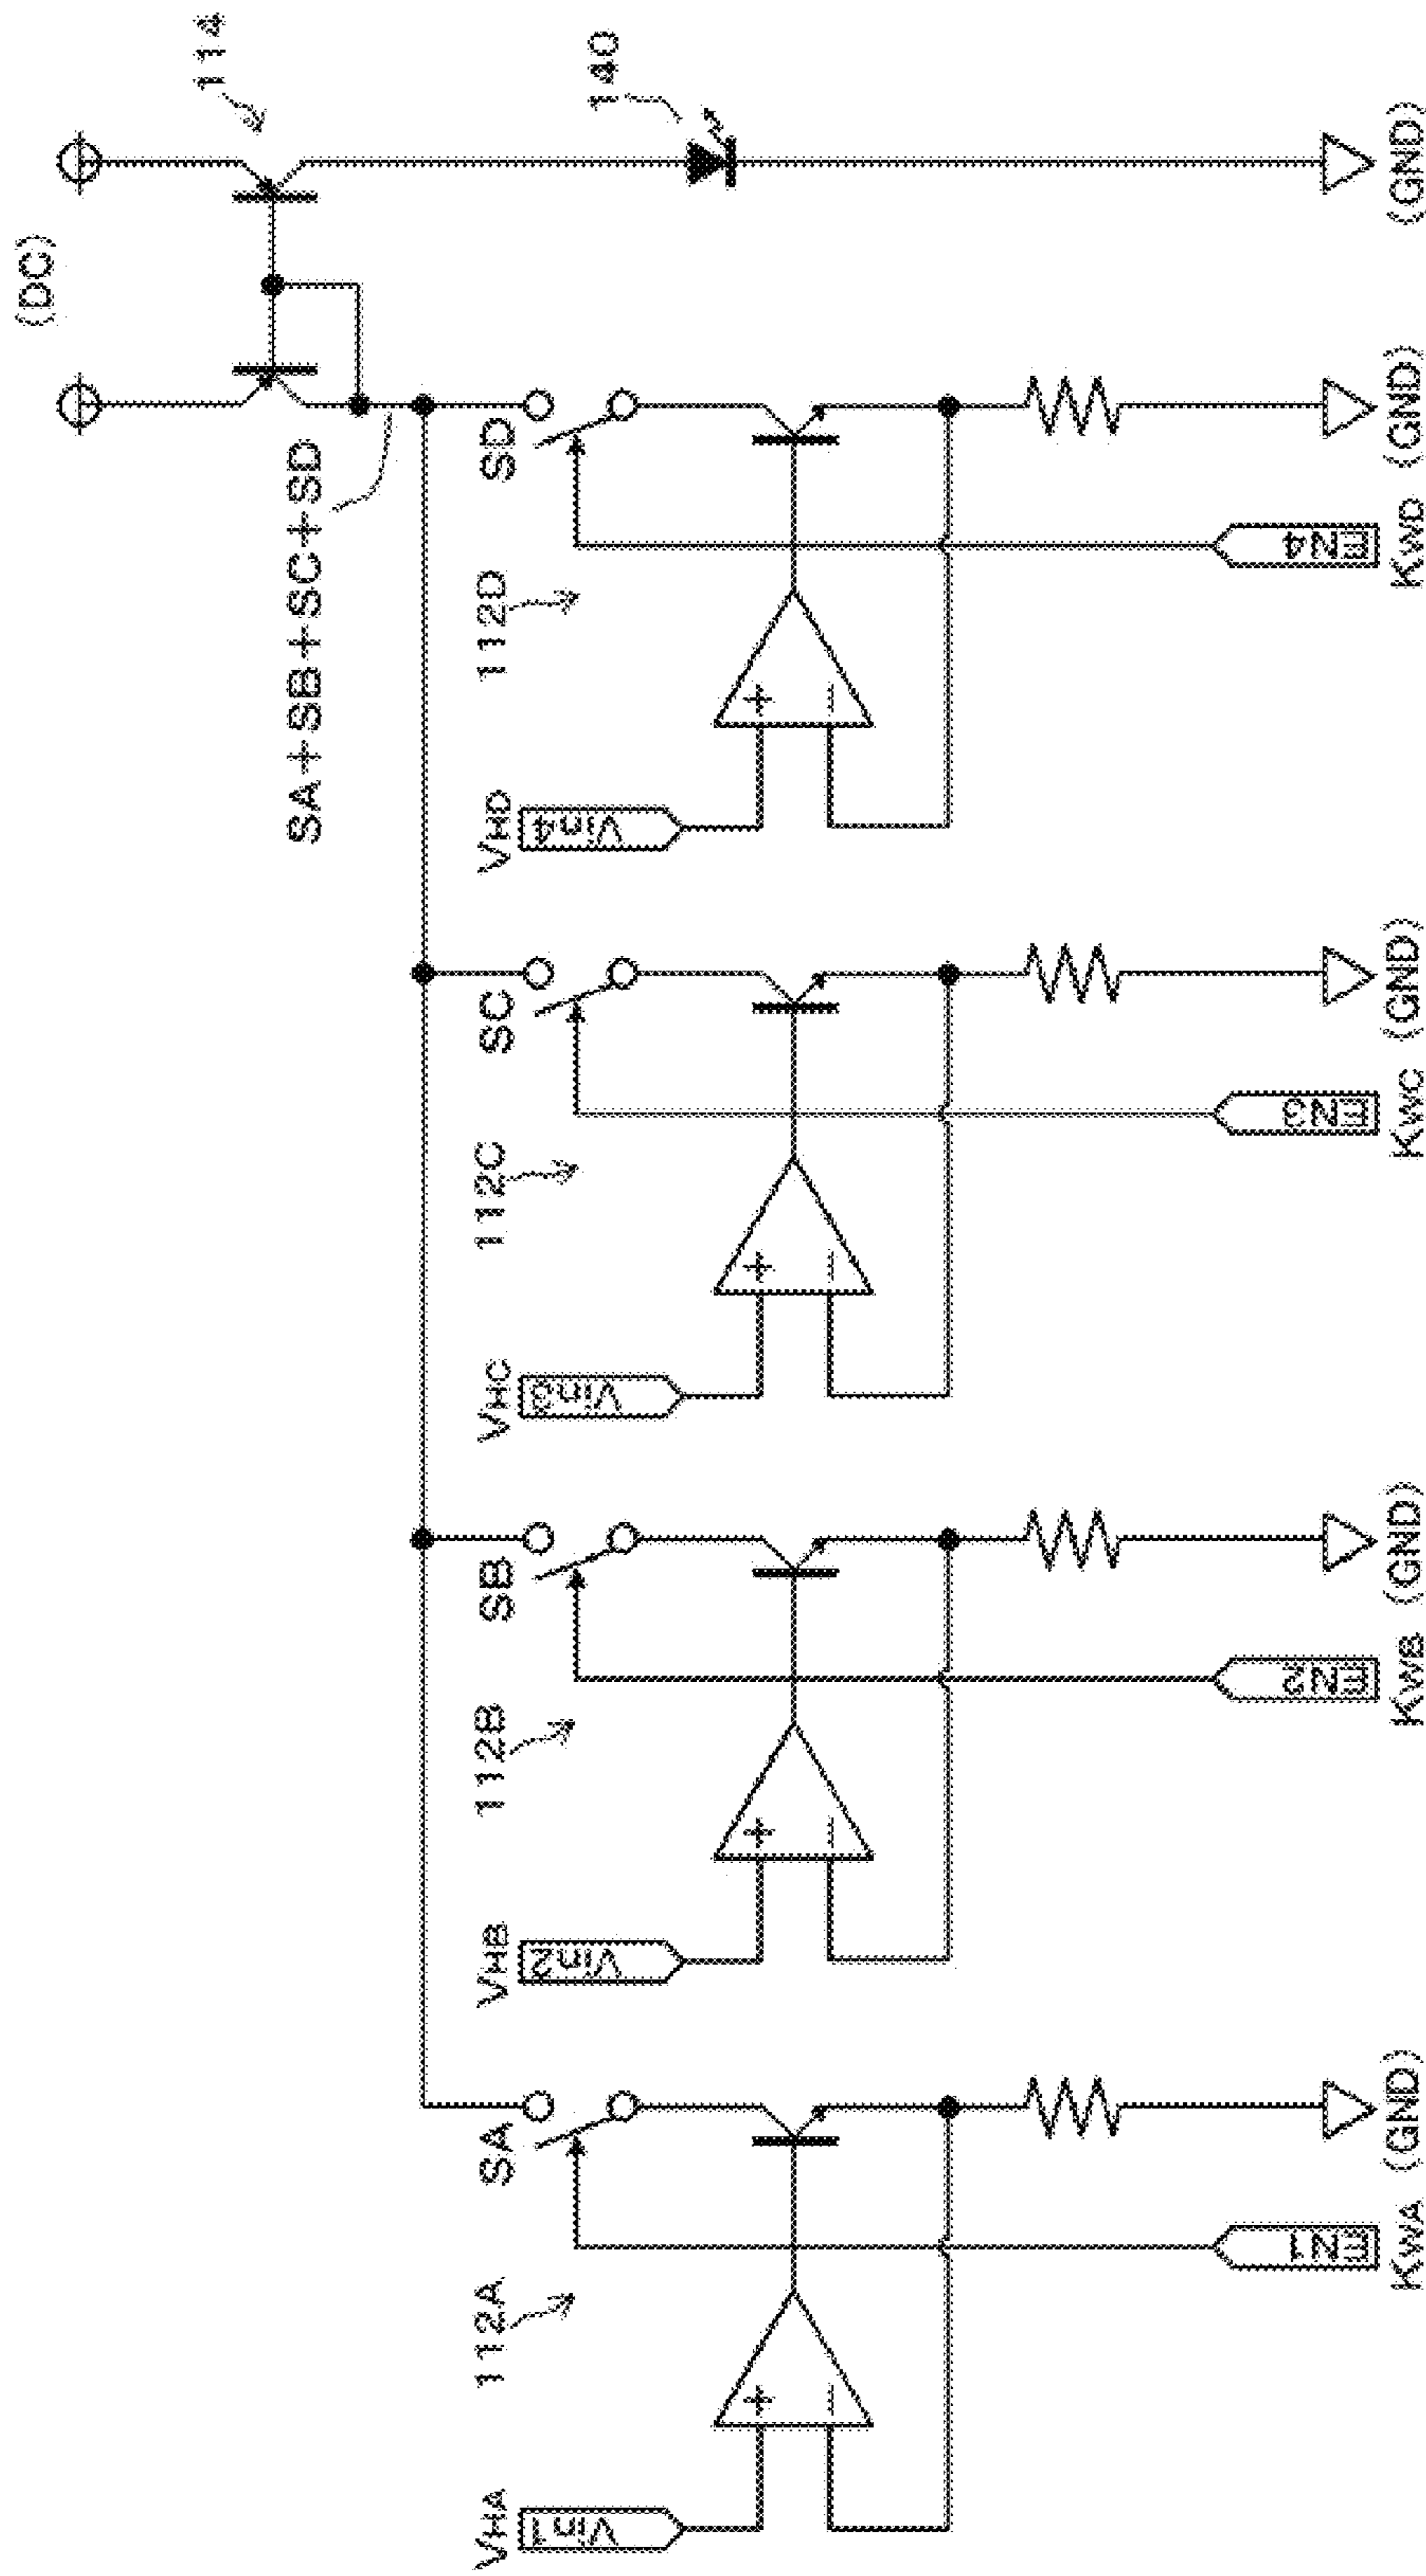 (DC)
114
SA+SB+SC+SD
140
VHA
Vin1
112A
SA
EN1
KWA
(GND)
VHB
Vin2
112B
SB
EN2
KWB
(GND)
VHC
Vin3
112C
SC
EN3
KWC
(GND)
VHD
Vin4
112D
SD
EN4
KWD
(GND)
(GND)
+
−
+
−
+
−
+
−